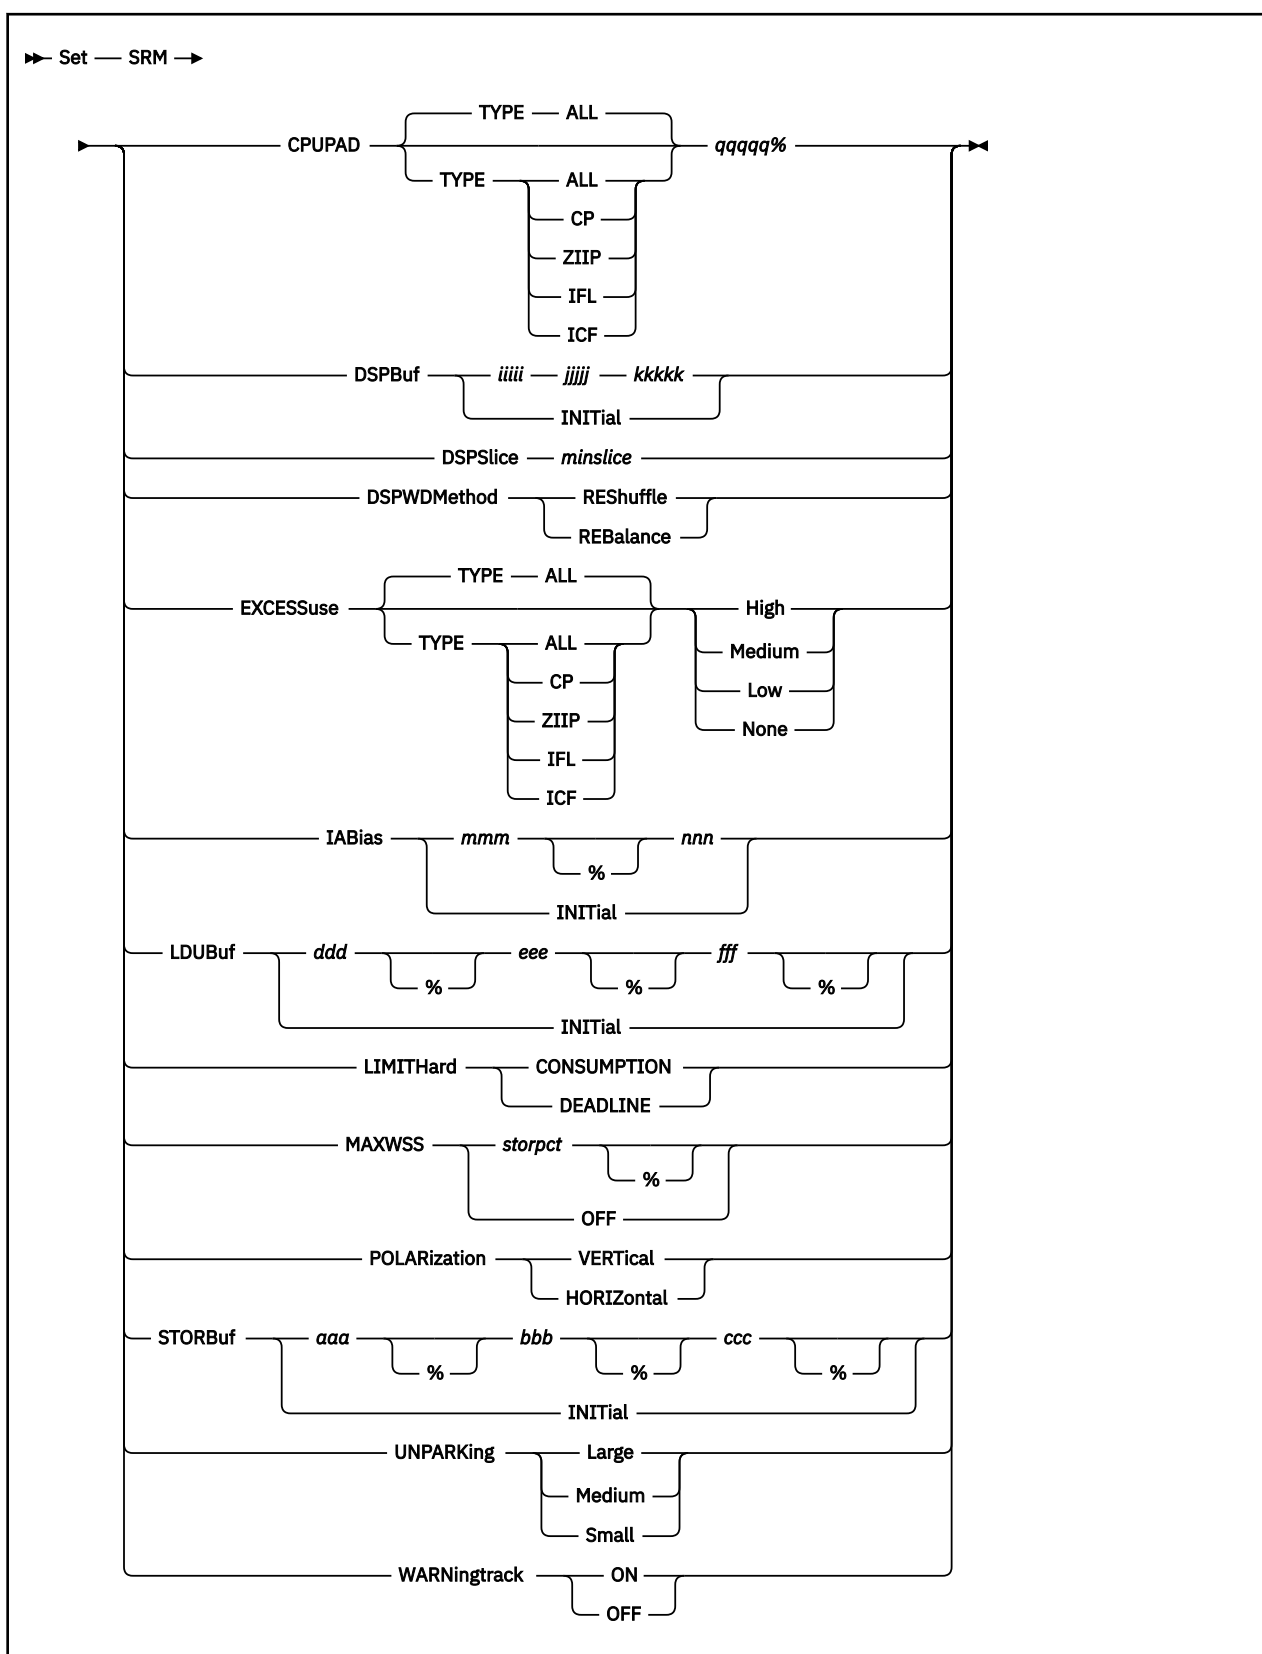 Set SRM
TYPE ALL
CPUPAD qqqqq%
TYPE ALL
CP
ZIIP
IFL
ICF
DSPBuf iiiii jjjjj kkkkk
INITial
DSPSlice minslice
DSPWDMethod REShuffle
REBalance
TYPE ALL
EXCESSuse High
TYPE ALL Medium
CP Low
ZIIP None
IFL
ICF
IABias mmm nnn
%
INITial
LDUBuf ddd eee fff
% % %
INITial
LIMITHard CONSUMPTION
DEADLINE
MAXWSS storpct
%
OFF
POLARization VERTical
HORIZontal
STORBuf aaa bbb ccc
% % %
INITial
UNPARKing Large
Medium
Small
WARNingtrack ON
OFF